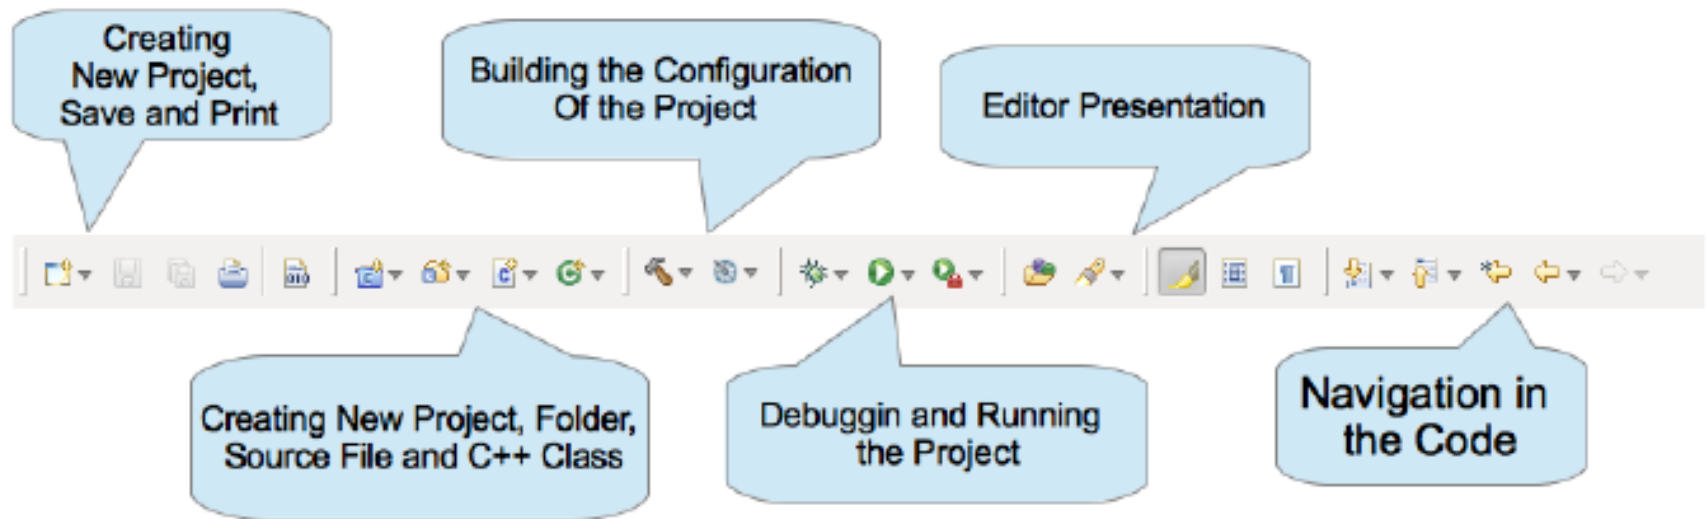 Creating
New Project,
Save and Print
Building the Configuration
Of the Project
Editor Presentation
Creating New Project, Folder,
Source File and C++ Class
Debuggin and Running
the Project
Navigation in
the Code